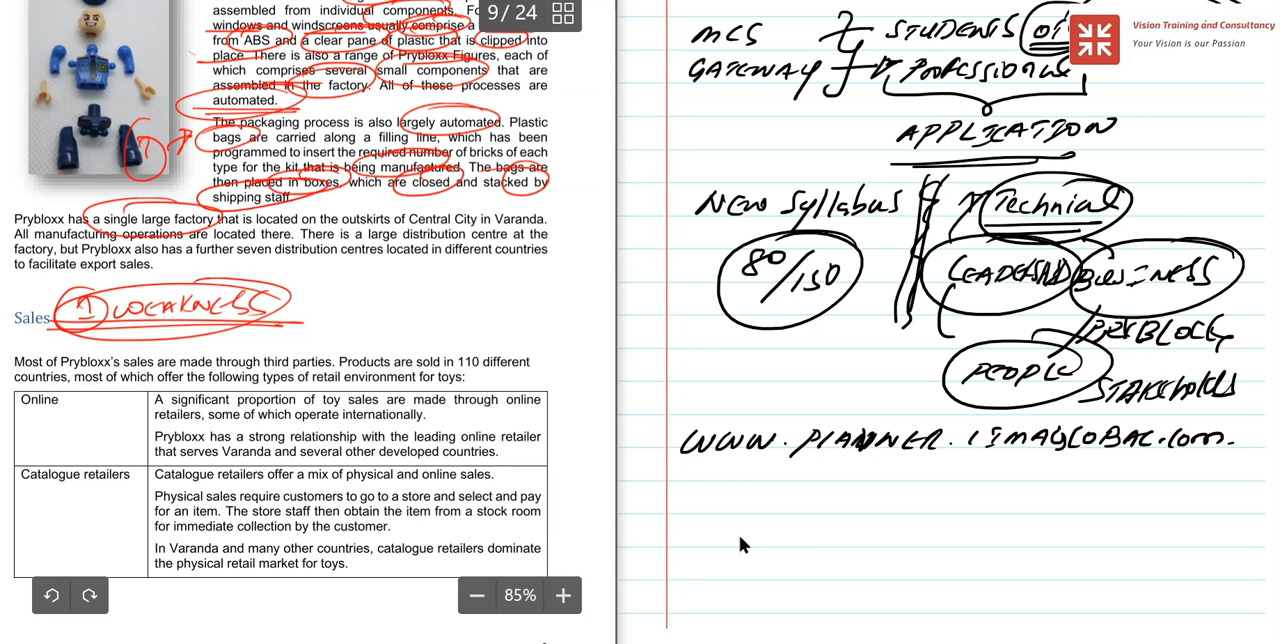 assembled from individual components. Fo
windows and windscreens usually comprise a
from ABS and a clear pane of plastic that is clipped into
place. There is also a range of Prybloxx Figures, each of
which comprises several small components that are
assembled in the factory. All of these processes are
automated.
The packaging process is also largely automated. Plastic
bags are carried along a filling line, which has been
programmed to insert the required number of bricks of each
type for the kit that is being manufactured. The bags are
then placed in boxes, which are closed and stacked by
shipping staff.
Prybloxx has a single large factory that is located on the outskirts of Central City in Varanda.
All manufacturing operations are located there. There is a large distribution centre at the
factory, but Prybloxx also has a further seven distribution centres located in different countries
to facilitate export sales.
Sales
WEAKNESS
Most of Prybloxx's sales are made through third parties. Products are sold in 110 different
countries, most of which offer the following types of retail environment for toys:
Online
A significant proportion of toy sales are made through online
retailers, some of which operate internationally.
Prybloxx has a strong relationship with the leading online retailer
that serves Varanda and several other developed countries.
Catalogue retailers
Catalogue retailers offer a mix of physical and online sales.
Physical sales require customers to go to a store and select and pay
for an item. The store staff then obtain the item from a stock room
for immediate collection by the customer.
In Varanda and many other countries, catalogue retailers dominate
the physical retail market for toys.
9 / 24
85%
MCS STUDENTS
GATEWAY PROFESSIONAL
APPLICATION
New Syllabus Technical
80/150 LEADERSHIP BUSINESS
PRYBLOCX
PEOPLE
STAKEHOLDS
WWW.PLANNER.CIMAGLOBAL.com.
Vision Training and Consultancy
Your Vision is our Passion